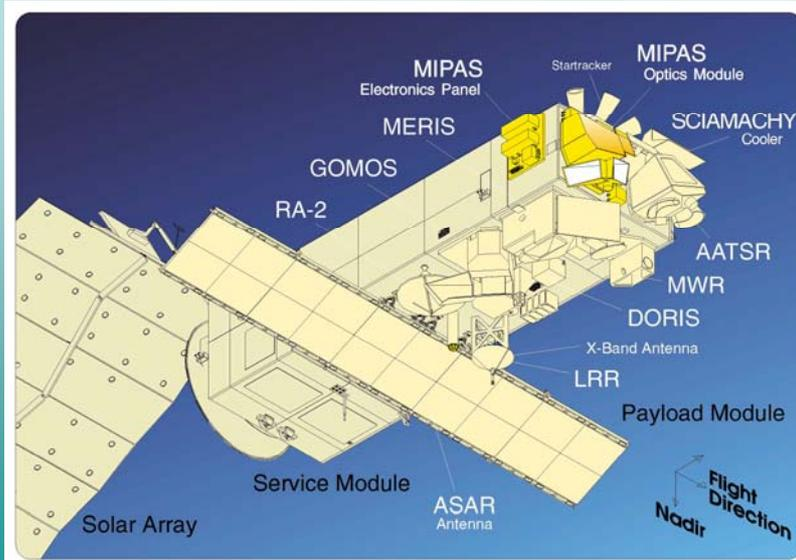 MIPAS
Electronics Panel
Startracker
MIPAS
Optics Module
MERIS
SCIAMACHY
Cooler
GOMOS
RA-2
AATSR
MWR
DORIS
X-Band Antenna
LRR
Payload Module
Service Module
ASAR
Antenna
Solar Array
Flight
Direction
Nadir